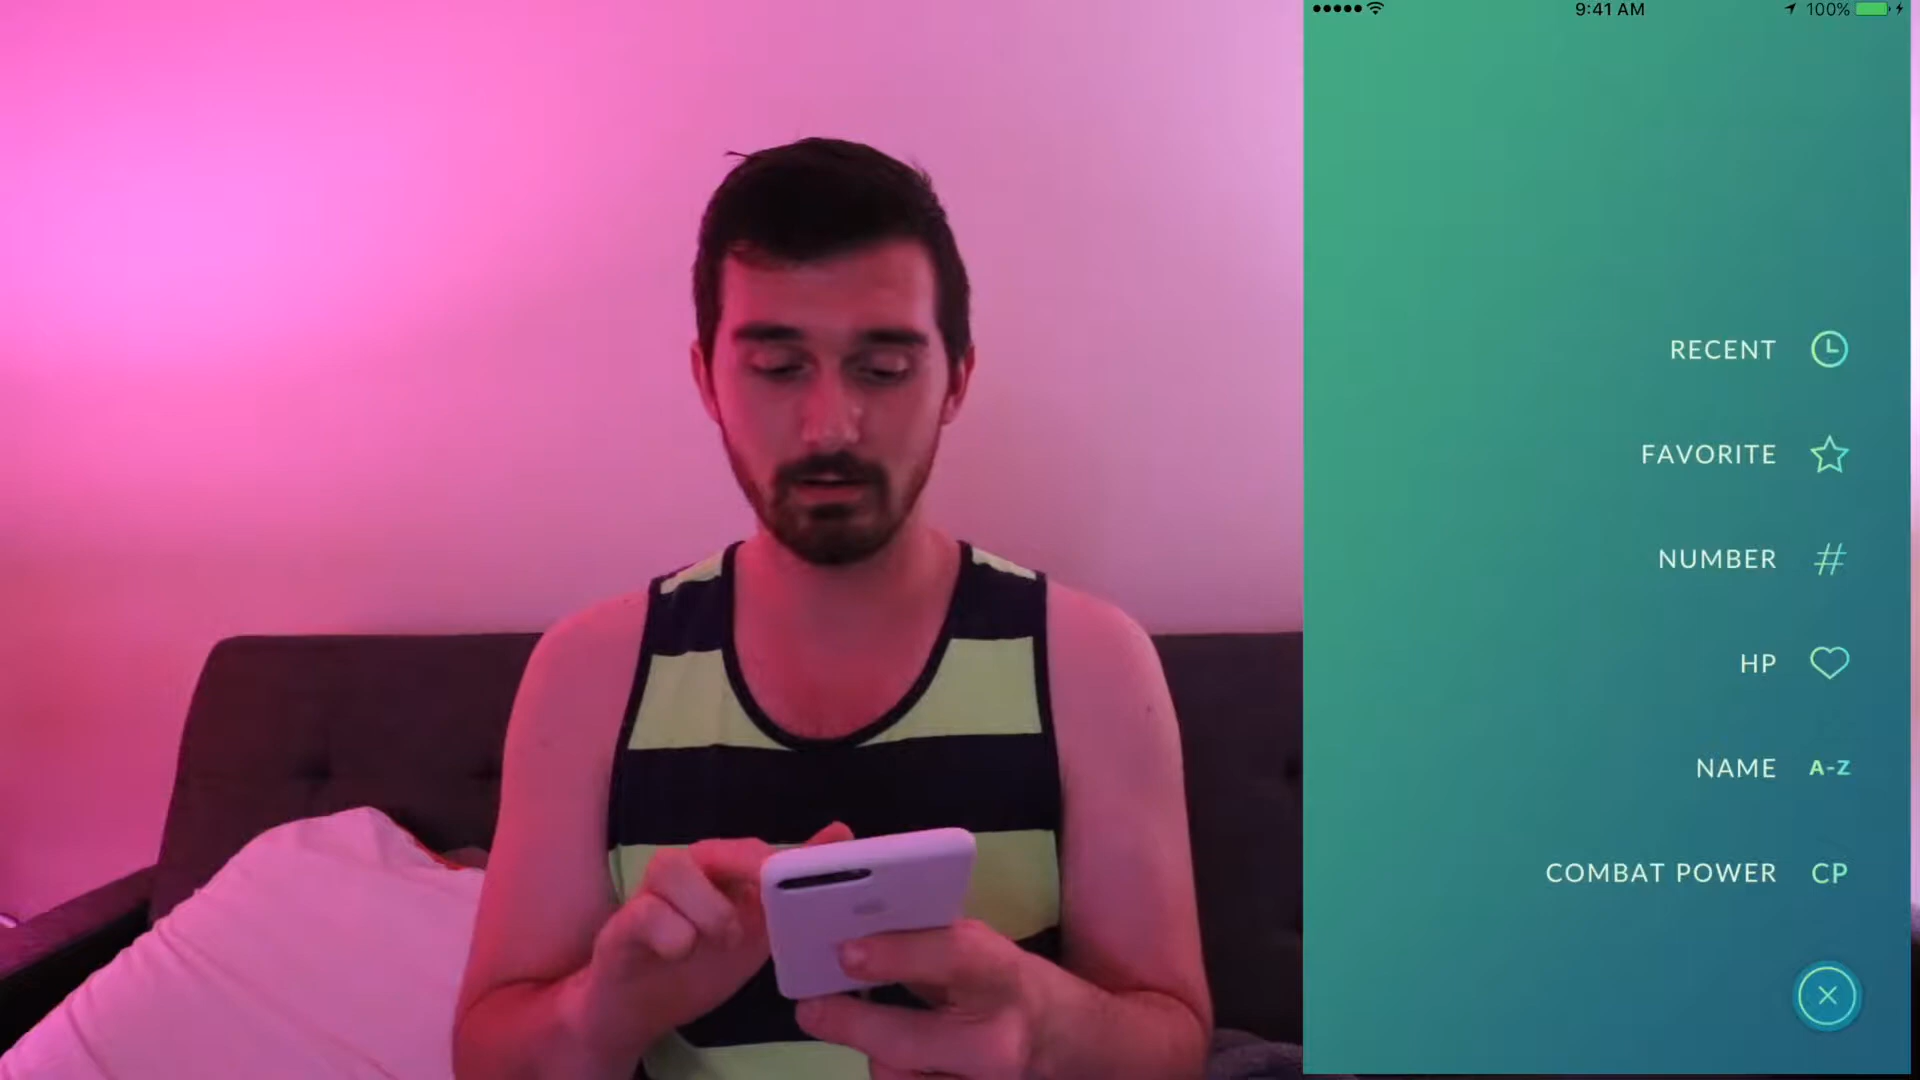 9:41 AM
100%
RECENT
FAVORITE
NUMBER #
HP
NAME A-Z
COMBAT POWER CP